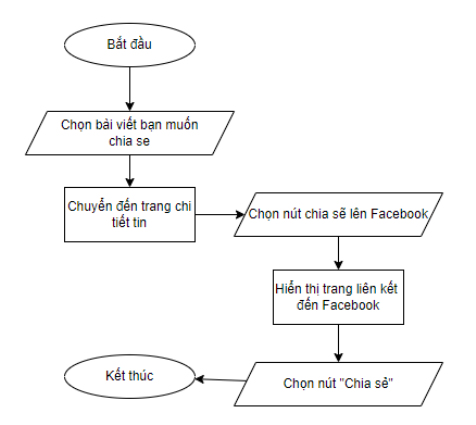 Bắt đầu
Chọn bài viết bạn muốn
chia se
Chuyển đến trang chi
tiết tin
Chọn nút chia sẽ lên Facebook
Hiển thị trang liên kết
đến Facebook
Chọn nút "Chia sẻ"
Kết thúc